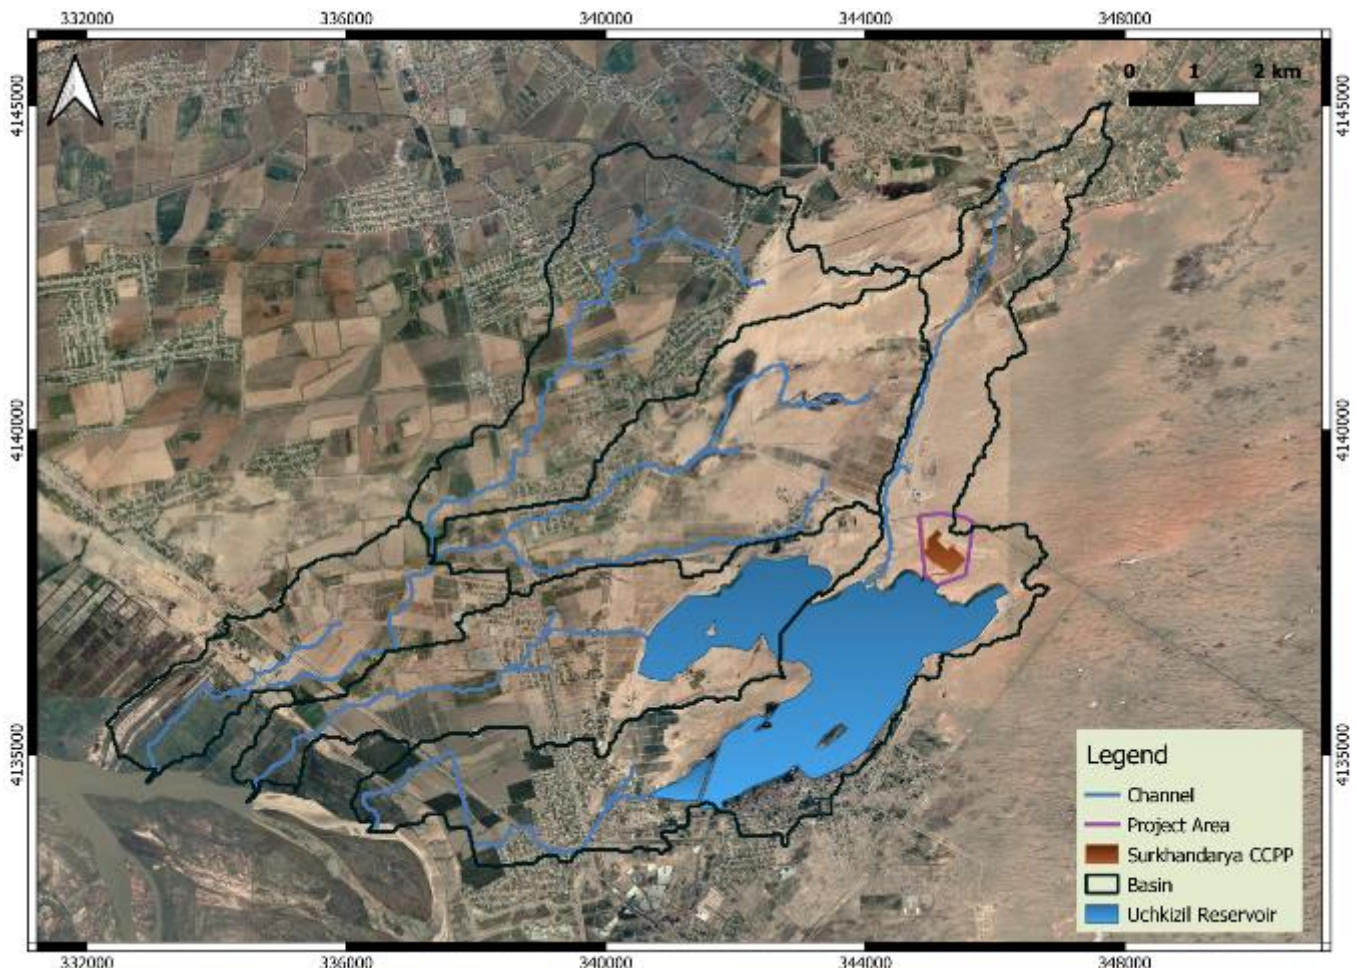 332000 336000 340000 344000 348000
0 1 2 km
4145000 4145000
4140000 4140000
4135000 4135000
Legend
Channel
Project Area
Surkhandarya CCPP
Basin
Uchkizil Reservoir
332000 336000 340000 344000 348000